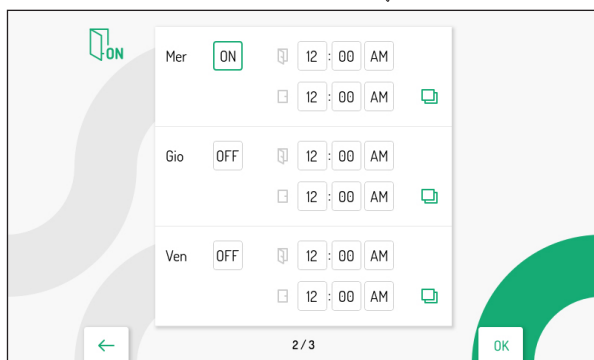 ON
Mer ON 12 : 00 AM
12 : 00 AM
Gio OFF 12 : 00 AM
12 : 00 AM
Ven OFF 12 : 00 AM
12 : 00 AM
2/3
OK